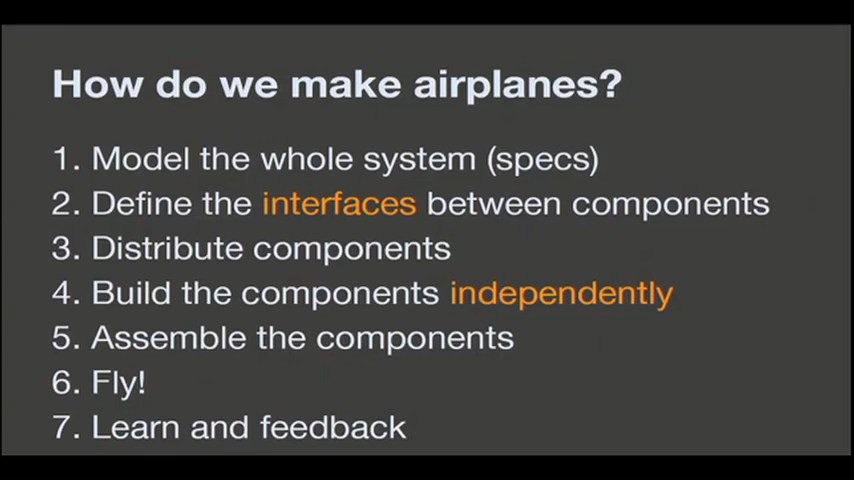 How do we make airplanes?
1. Model the whole system (specs)
2. Define the interfaces between components
3. Distribute components
4. Build the components independently
5. Assemble the components
6. Fly!
7. Learn and feedback